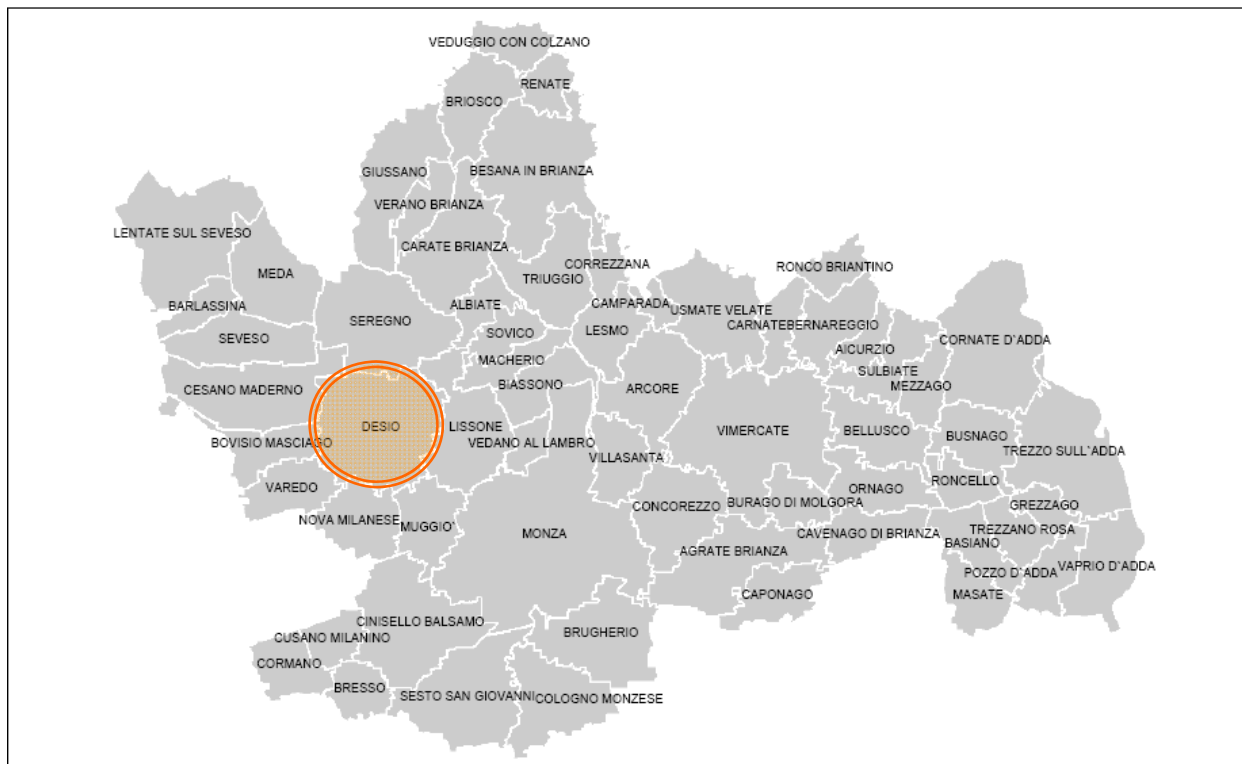 VEDUGGIO CON COLZANO
RENATE
BRIOSCO
GIUSSANO
BESANA IN BRIANZA
VERANO BRIANZA
LENTATE SUL SEVESO
CARATE BRIANZA
CORREZZANA
RONCO BRIANTINO
MEDA
TRIUGGIO
BARLASSINA
ALBIATE
CAMPARADA
USMATE VELATE
SEREGNO
CARNATE
BERNAREGGIO
SEVESO
SOVICO
LESMO
CORNATE D'ADDA
AICURZIO
MACHERIO
SULBIATE
CESANO MADERNO
BIASSONO
ARCORE
MEZZAGO
DESIO
LISSONE
VIMERCATE
BELLUSCO
BUSNAGO
BOVISIO MASCIAGO
VEDANO AL LAMBRO
TREZZO SULL'ADDA
VILLASANTA
VAREDO
ORNAGO
RONCELLO
CONCOREZZO
BURAGO DI MOLGORA
GREZZAGO
NOVA MILANESE
MUGGIO'
MONZA
CAVENAGO DI BRIANZA
TREZZANO ROSA
BASIANO
AGRATE BRIANZA
POZZO D'ADDA
VAPRIO D'ADDA
CAPONAGO
MASATE
CINISELLO BALSAMO
CUSANO MILANINO
BRUGHERIO
CORMANO
BRESSO
SESTO SAN GIOVANNI
COLOGNO MONZESE